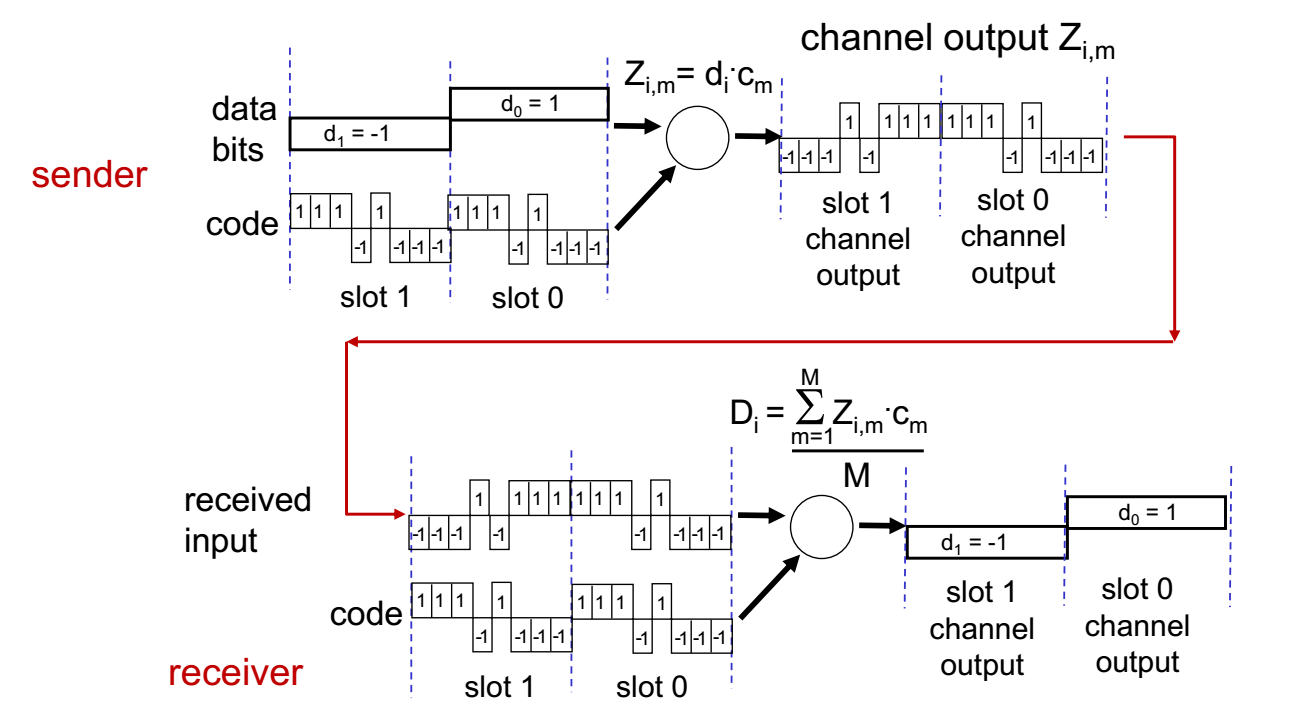 channel output Z_{i,m}
Z_{i,m} = d_i·c_m
data bits
d_1 = -1
d_0 = 1
sender
code
1 1 1 -1 1 -1 -1 -1
1 1 1 -1 1 -1 -1 -1
slot 1
slot 0
-1 -1 -1 1 -1 1 1 1
1 1 1 -1 1 -1 -1 -1
slot 1
channel
output
slot 0
channel
output
D_i = Σ_{m=1}^{M} Z_{i,m}·c_m
M
received
input
-1 -1 -1 1 -1 1 1 1
1 1 1 -1 1 -1 -1 -1
code
1 1 1 -1 1 -1 -1 -1
1 1 1 -1 1 -1 -1 -1
slot 1
slot 0
receiver
d_1 = -1
d_0 = 1
slot 1
channel
output
slot 0
channel
output